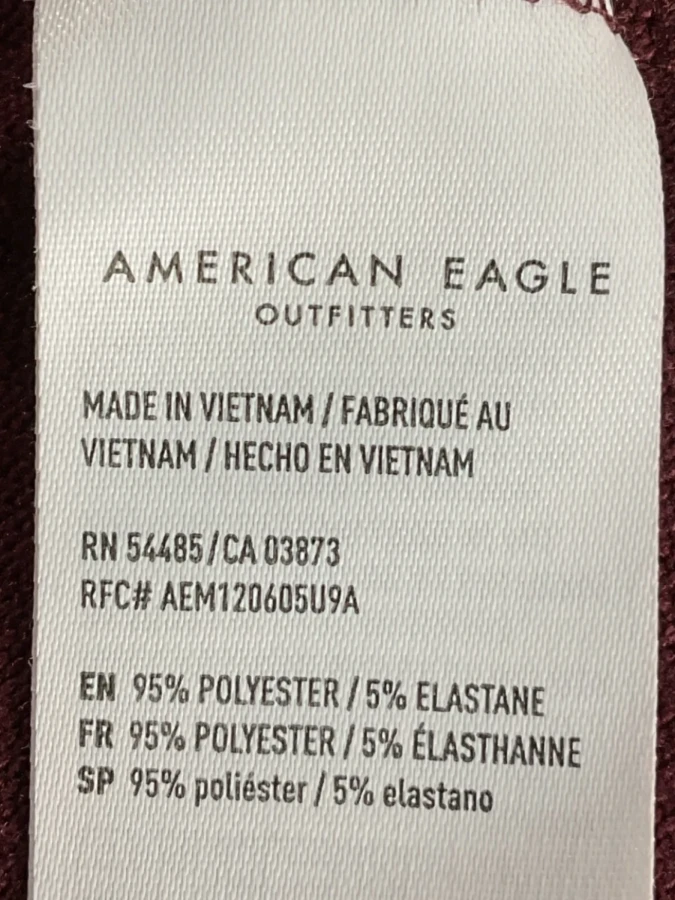 AMERICAN EAGLE
OUTFITTERS
MADE IN VIETNAM / FABRIQUÉ AU
VIETNAM / HECHO EN VIETNAM
RN 54485/CA 03873
RFC# AEM120605U9A
EN 95% POLYESTER / 5% ELASTANE
FR 95% POLYESTER / 5% ÉLASTHANNE
SP 95% poliéster / 5% elastano